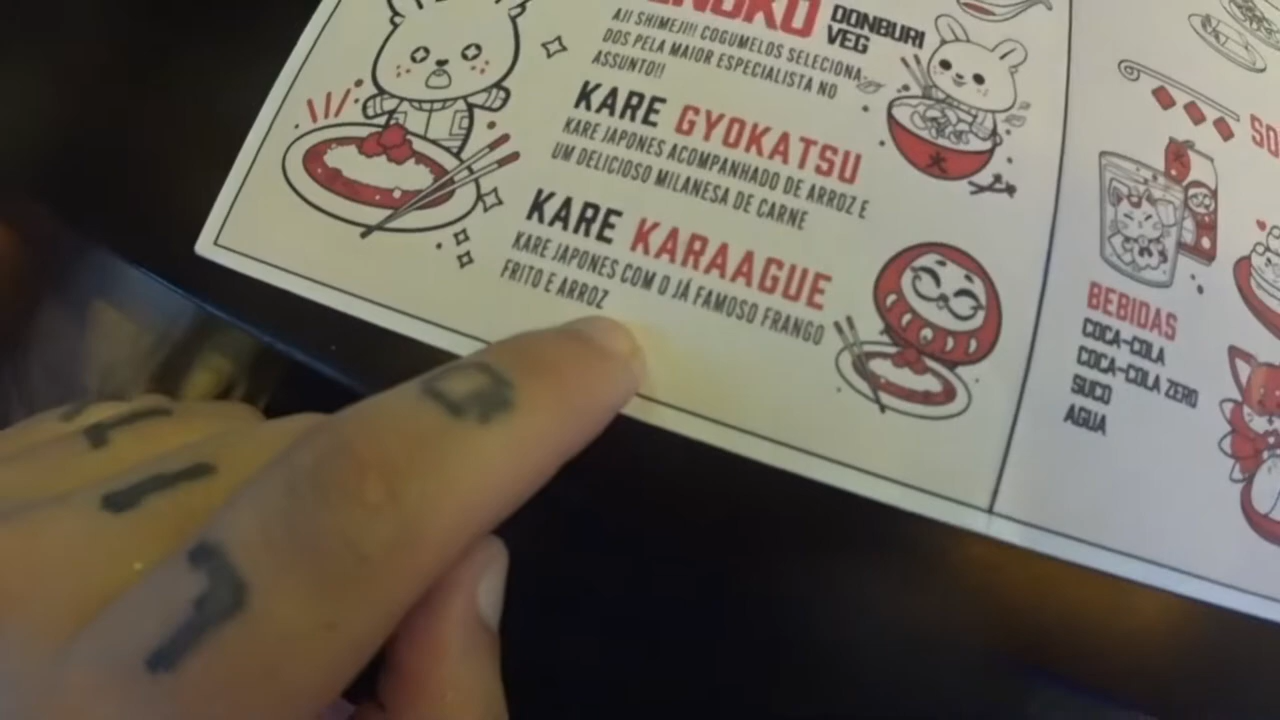 DONBURI
VEG
AJI SHIMEJI!! COGUMELOS SELECIONA-
DOS PELA MAIOR ESPECIALISTA NO
ASSUNTO!!
KARE GYOKATSU
KARE JAPONES ACOMPANHADO DE ARROZ E
UM DELICIOSO MILANESA DE CARNE
KARE KARAAGUE
KARE JAPONES COM O JÁ FAMOSO FRANGO
FRITO E ARROZ
BEBIDAS
COCA-COLA
COCA-COLA ZERO
SUCO
AGUA